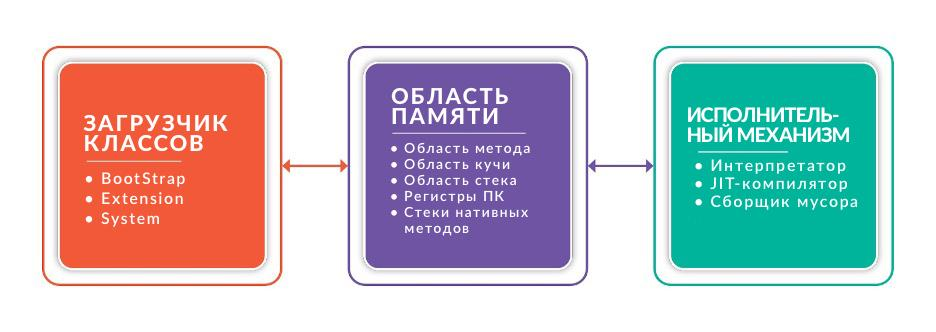 ЗАГРУЗЧИК
КЛАССОВ
• BootStrap
• Extension
• System
ОБЛАСТЬ
ПАМЯТИ
• Область метода
• Область кучи
• Область стека
• Регистры ПК
• Стеки нативных
методов
ИСПОЛНИТЕЛЬ-
НЫЙ МЕХАНИЗМ
• Интерпретатор
• JIT-компилятор
• Сборщик мусора